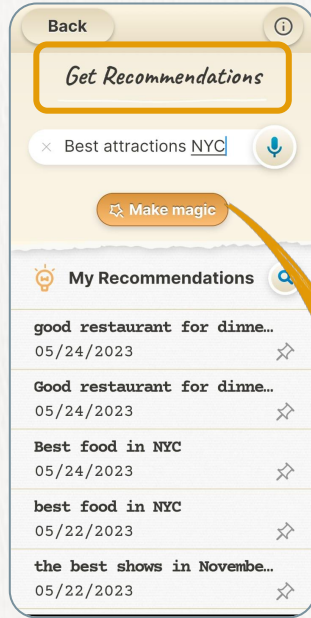 Back
Get Recommendations
Best attractions NYC
Make magic
My Recommendations
good restaurant for dinne…
05/24/2023
Good restaurant for dinne…
05/24/2023
Best food in NYC
05/24/2023
best food in NYC
05/22/2023
the best shows in Novembe…
05/22/2023